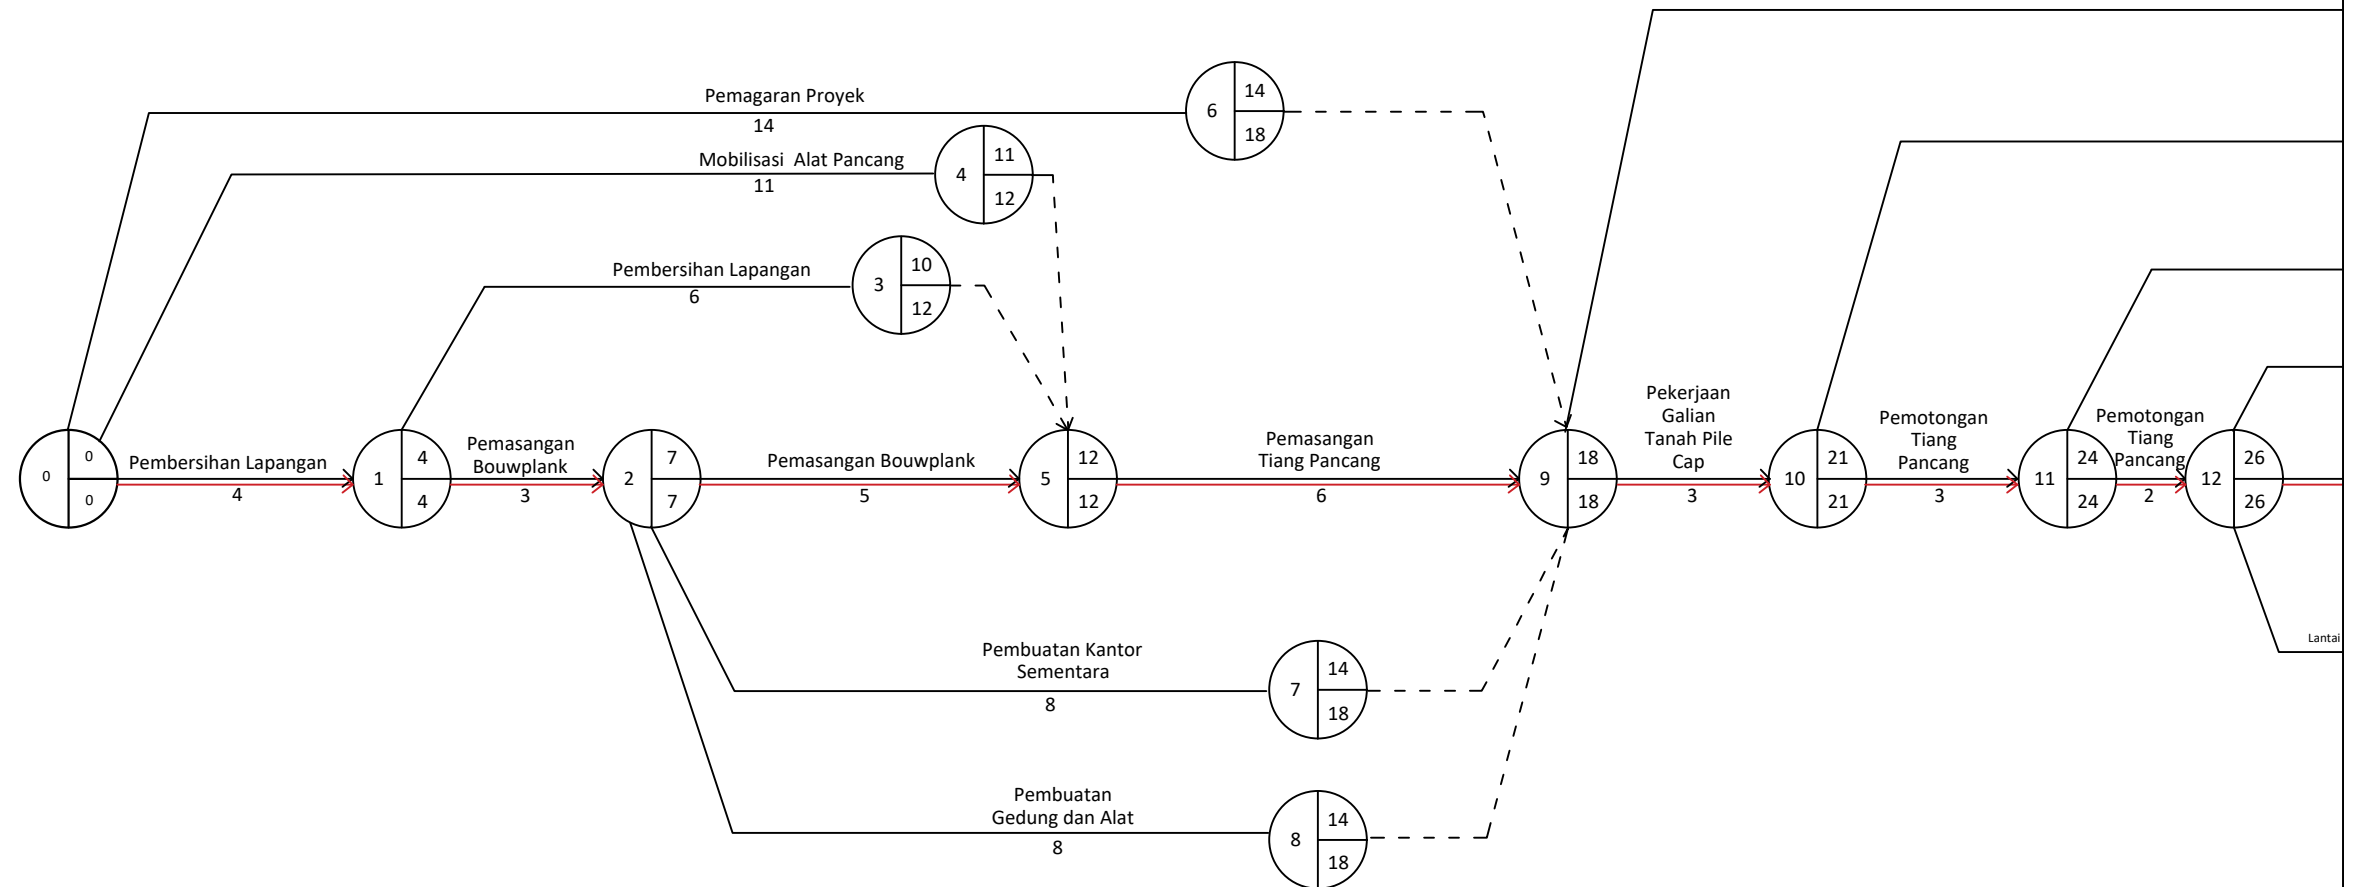 Pemagaran Proyek
14
6
14
18
Mobilisasi Alat Pancang
11
4
11
12
Pembersihan Lapangan
6
3
10
12
0
0
0
Pembersihan Lapangan
4
1
4
4
Pemasangan
Bouwplank
3
2
7
7
Pemasangan Bouwplank
5
5
12
12
Pemasangan
Tiang Pancang
6
9
18
18
Pekerjaan
Galian
Tanah Pile
Cap
3
10
21
21
Pemotongan
Tiang
Pancang
3
11
24
24
Pemotongan
Tiang
Pancang
2
12
26
26
Lantai
Pembuatan Kantor
Sementara
8
7
14
18
Pembuatan
Gedung dan Alat
8
8
14
18